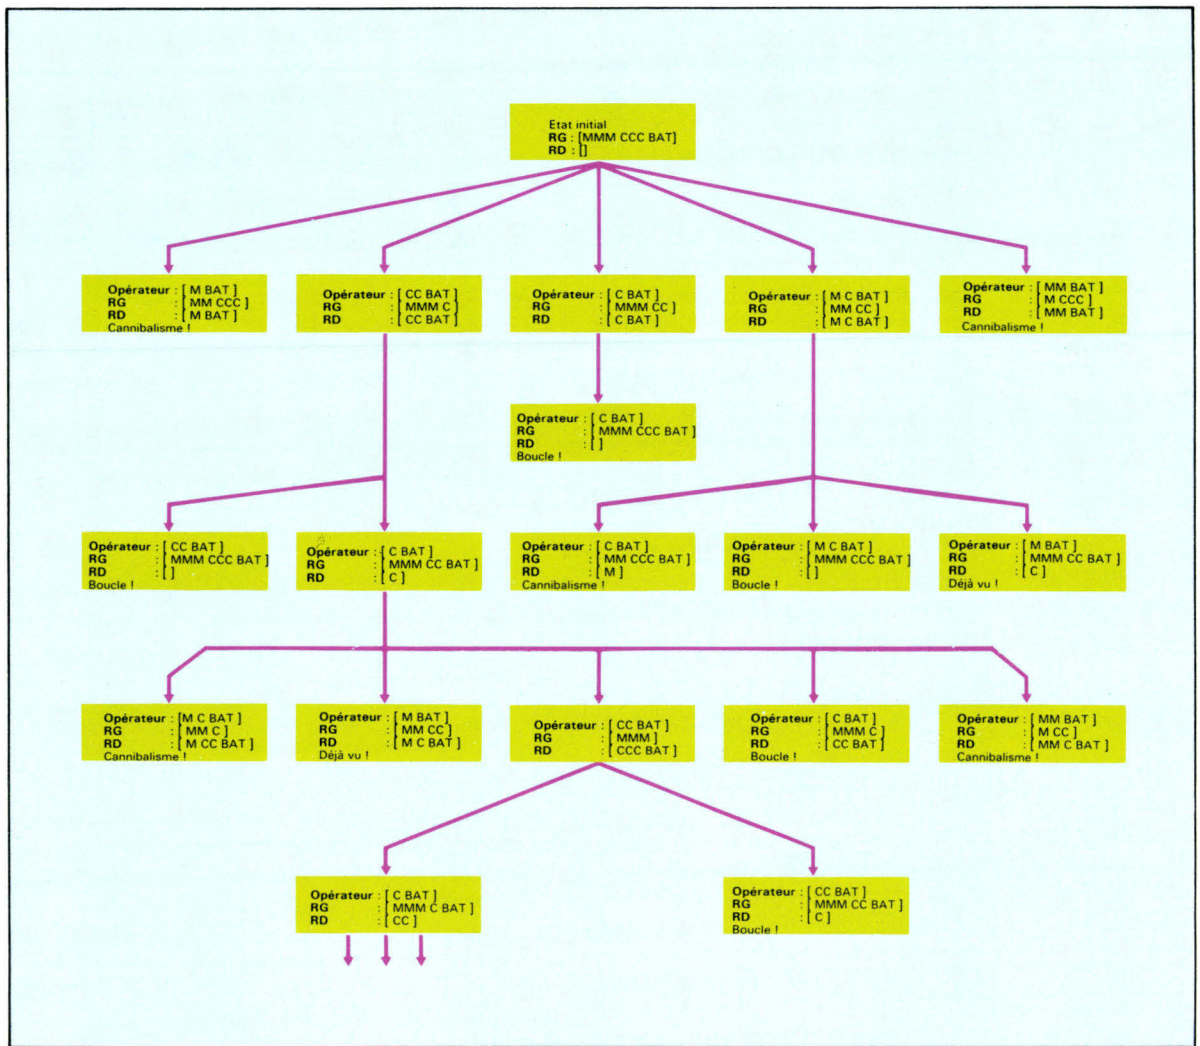 Etat initial
RG : [MMM CCC BAT]
RD : []
Opérateur : [ M BAT ]
RG : [ MM CCC ]
RD : [ M BAT ]
Cannibalisme !
Opérateur : [ CC BAT ]
RG : [ MMM C ]
RD : [ CC BAT ]
Opérateur : [ C BAT ]
RG : [ MMM CC ]
RD : [ C BAT ]
Opérateur : [ M C BAT ]
RG : [ MM CC ]
RD : [ M C BAT ]
Opérateur : [ MM BAT ]
RG : [ M CCC ]
RD : [ MM BAT ]
Cannibalisme !
Opérateur : [ C BAT ]
RG : [ MMM CCC BAT ]
RD : [ ]
Boucle !
Opérateur : [ CC BAT ]
RG : [ MMM CCC BAT ]
RD : [ ]
Boucle !
Opérateur : [ C BAT ]
RG : [ MMM CC BAT ]
RD : [ C ]
Opérateur : [ C BAT ]
RG : [ MM CCC BAT ]
RD : [ M ]
Cannibalisme !
Opérateur : [ M C BAT ]
RG : [ MMM CCC BAT ]
RD : [ ]
Boucle !
Opérateur : [ M BAT ]
RG : [ MMM CC BAT ]
RD : [ C ]
Déjà vu !
Opérateur : [M C BAT ]
RG : [ MM C ]
RD : [ M CC BAT ]
Cannibalisme !
Opérateur : [ M BAT ]
RG : [ MM CC ]
RD : [ M C BAT ]
Déjà vu !
Opérateur : [ CC BAT ]
RG : [ MMM ]
RD : [ CCC BAT ]
Opérateur : [ C BAT ]
RG : [ MMM C ]
RD : [ CC BAT ]
Boucle !
Opérateur : [ MM BAT ]
RG : [ M CC ]
RD : [ MM C BAT ]
Cannibalisme !
Opérateur : [ C BAT ]
RG : [ MMM C BAT ]
RD : [ CC ]
Opérateur : [ CC BAT ]
RG : [ MMM CC BAT ]
RD : [ C ]
Boucle !